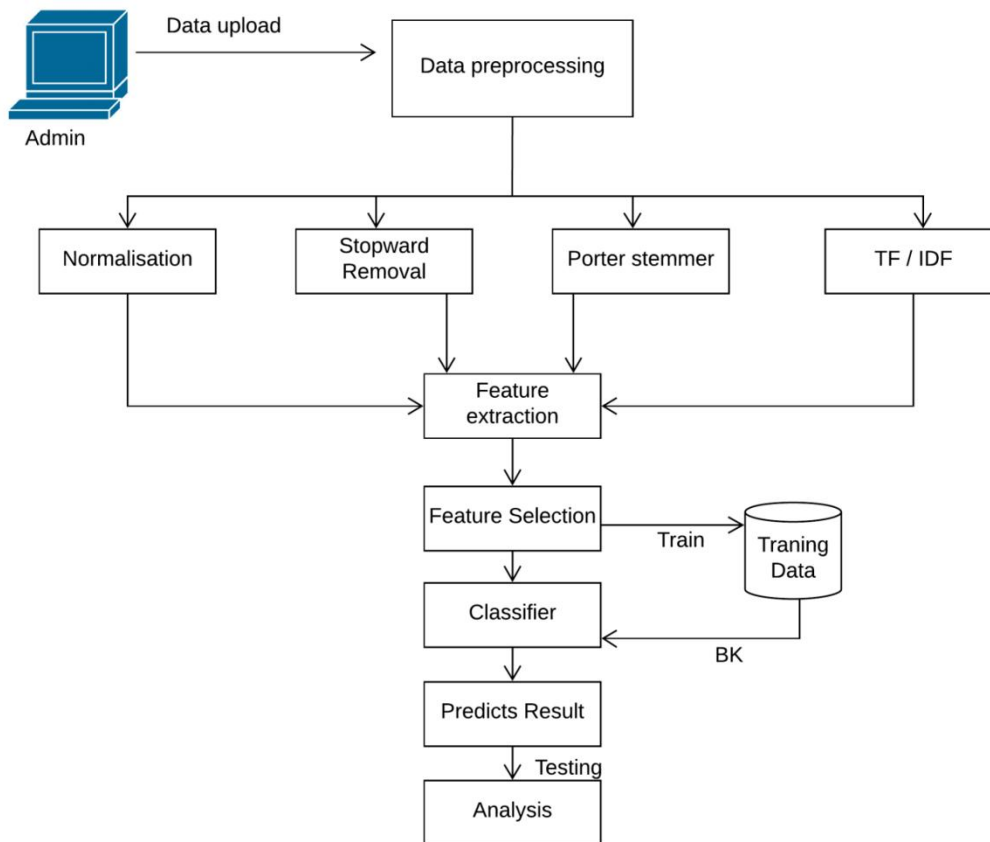 Data upload
Data preprocessing
Admin
Normalisation
Stopward
Removal
Porter stemmer
TF / IDF
Feature
extraction
Feature Selection
Train
Traning
Data
Classifier
BK
Predicts Result
Testing
Analysis